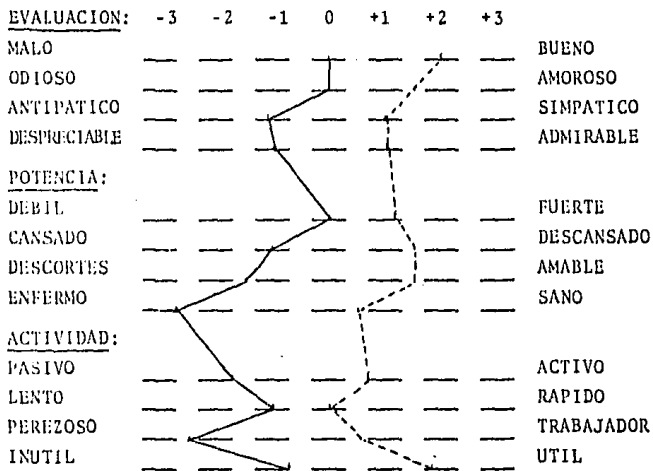 EVALUACION: -3 -2 -1 0 +1 +2 +3
MALO BUENO
ODIOSO AMOROSO
ANTIPATICO SIMPATICO
DESPRECIABLE ADMIRABLE
POTENCIA:
DEBIL FUERTE
CANSADO DESCANSADO
DESCORTES AMABLE
ENFERMO SANO
ACTIVIDAD:
PASIVO ACTIVO
LENTO RAPIDO
PEREZOSO TRABAJADOR
INUTIL UTIL